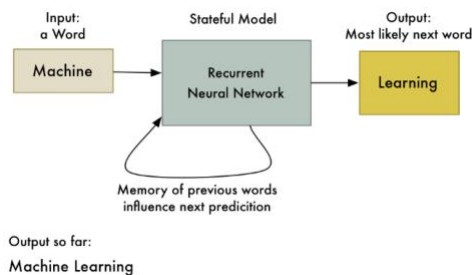 Input:
a Word
Stateful Model
Output:
Most likely next word
Machine
Recurrent
Neural Network
Learning
Memory of previous words
influence next predicition
Output so far:
Machine Learning